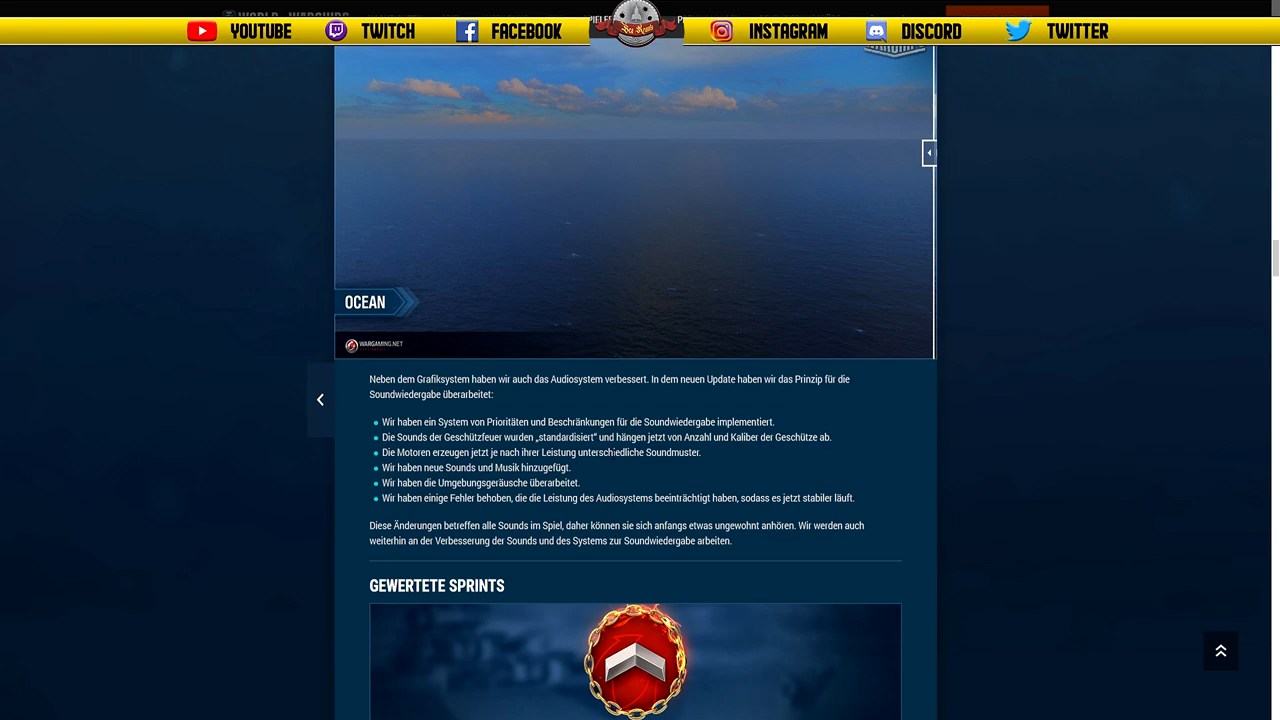 WORLD WARSHIPS
YOUTUBE TWITCH FACEBOOK INSTAGRAM DISCORD TWITTER
OCEAN
WARGAMING.NET
Neben dem Grafiksystem haben wir auch das Audiosystem verbessert. In dem neuen Update haben wir das Prinzip für die
Soundwiedergabe überarbeitet:
Wir haben ein System von Prioritäten und Beschränkungen für die Soundwiedergabe implementiert.
Die Sounds der Geschützfeuer wurden „standardisiert“ und hängen jetzt von Anzahl und Kaliber der Geschütze ab.
Die Motoren erzeugen jetzt je nach ihrer Leistung unterschiedliche Soundmuster.
Wir haben neue Sounds und Musik hinzugefügt.
Wir haben die Umgebungsgeräusche überarbeitet.
Wir haben einige Fehler behoben, die die Leistung des Audiosystems beeinträchtigt haben, sodass es jetzt stabiler läuft.
Diese Änderungen betreffen alle Sounds im Spiel, daher können sie sich anfangs etwas ungewohnt anhören. Wir werden auch
weiterhin an der Verbesserung der Sounds und des Systems zur Soundwiedergabe arbeiten.
GEWERTETE SPRINTS